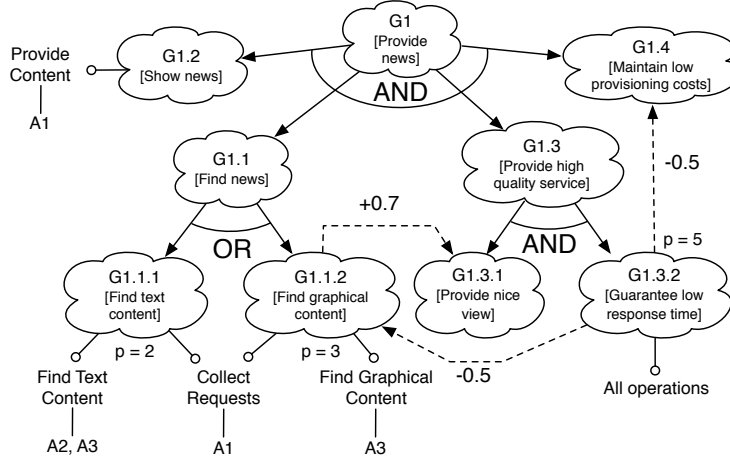 G1
[Provide
news]
Provide
Content
A1
G1.2
[Show news]
G1.4
[Maintain low
provisioning costs]
AND
G1.1
[Find news]
G1.3
[Provide high
quality service]
-0.5
+0.7
OR
AND
p = 5
G1.1.1
[Find text
content]
G1.1.2
[Find graphical
content]
G1.3.1
[Provide nice
view]
G1.3.2
[Guarantee low
response time]
p = 2
p = 3
-0.5
Find Text
Content
A2, A3
Collect
Requests
A1
Find Graphical
Content
A3
All operations